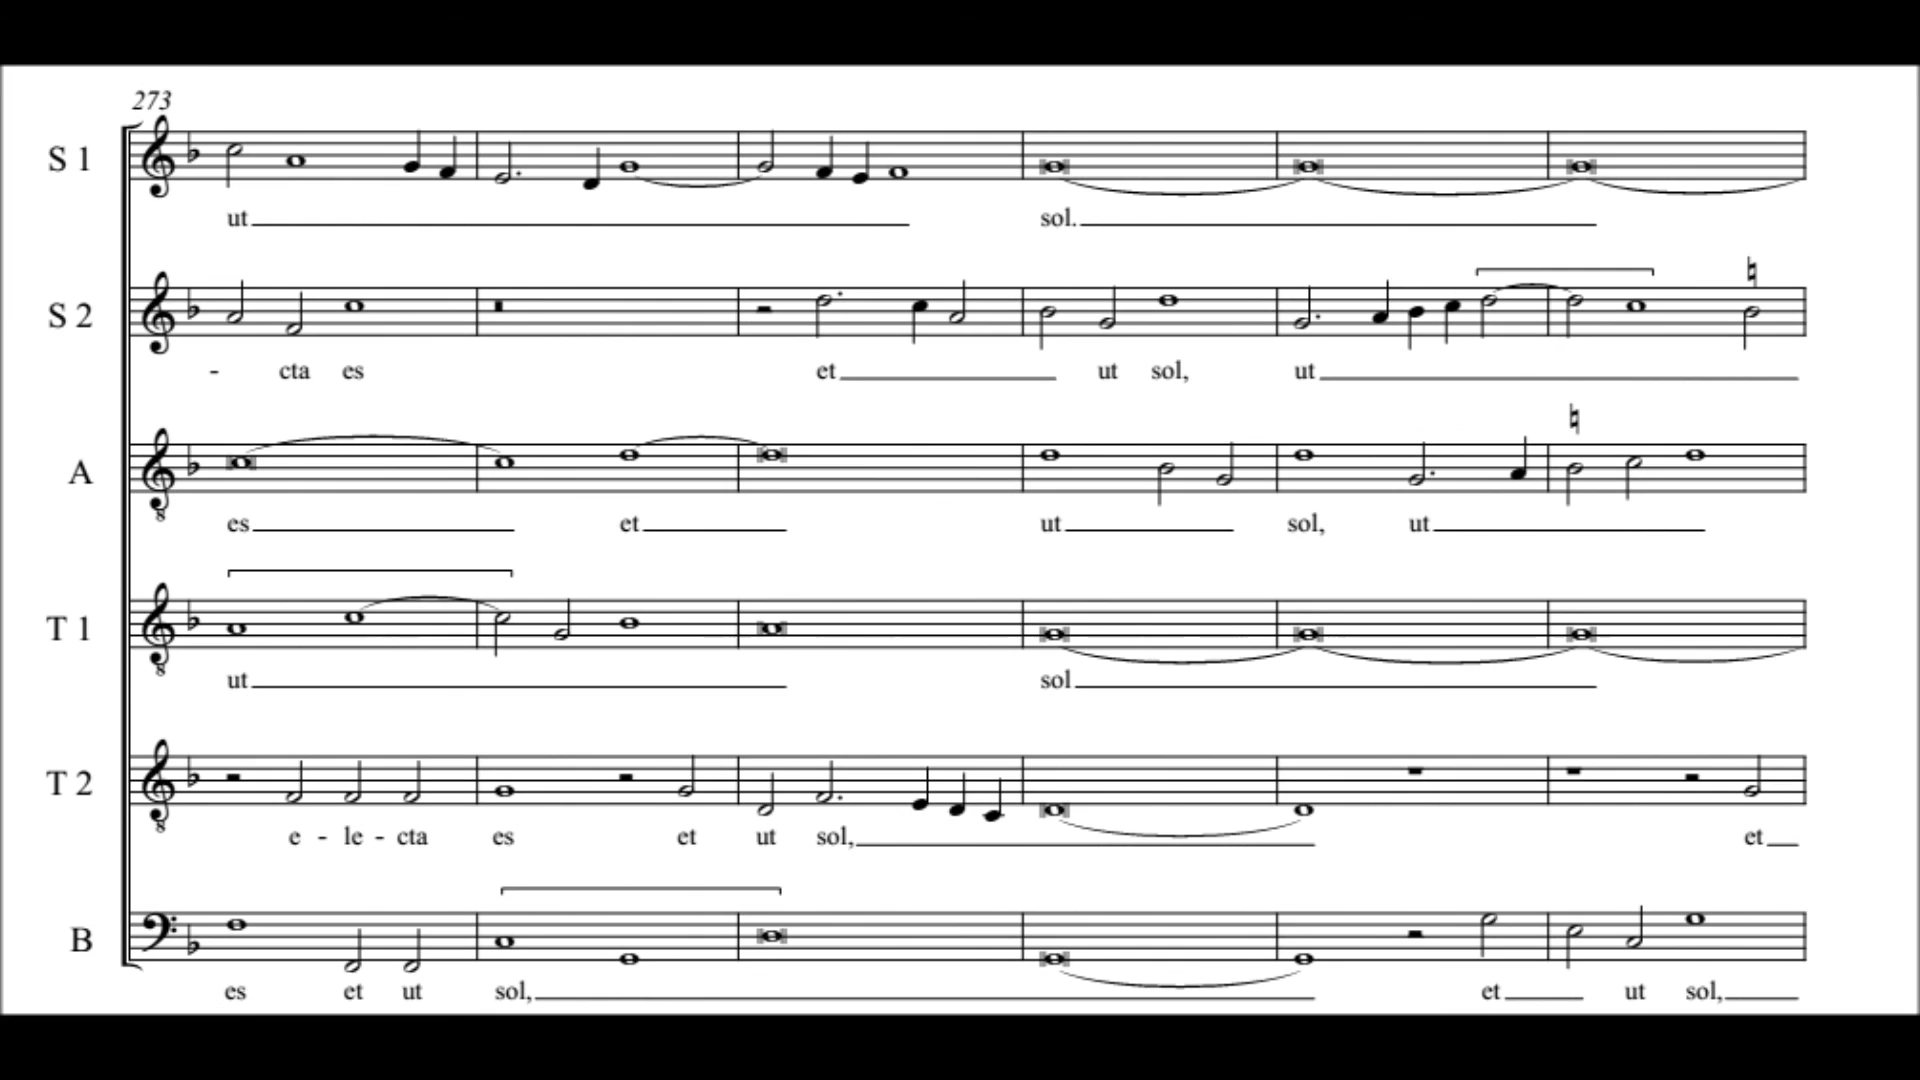 273
S 1
ut sol.
S 2
- cta es et ut sol, ut
A
es et ut sol, ut
T 1
ut sol
T 2
e - le - cta es et ut sol, et
B
es et ut sol, et ut sol,